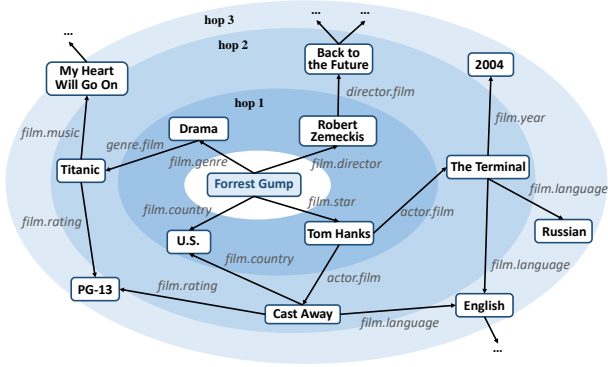 hop 3
...
...
...
hop 2
Back to
the Future
My Heart
Will Go On
2004
director.film
hop 1
Drama
Robert
Zemeckis
film.music
genre.film
film.year
film.genre
film.director
Titanic
The Terminal
Forrest Gump
film.language
film.country
film.star
actor.film
film.rating
U.S.
Tom Hanks
Russian
film.country
film.language
actor.film
PG-13
film.rating
English
Cast Away
film.language
...